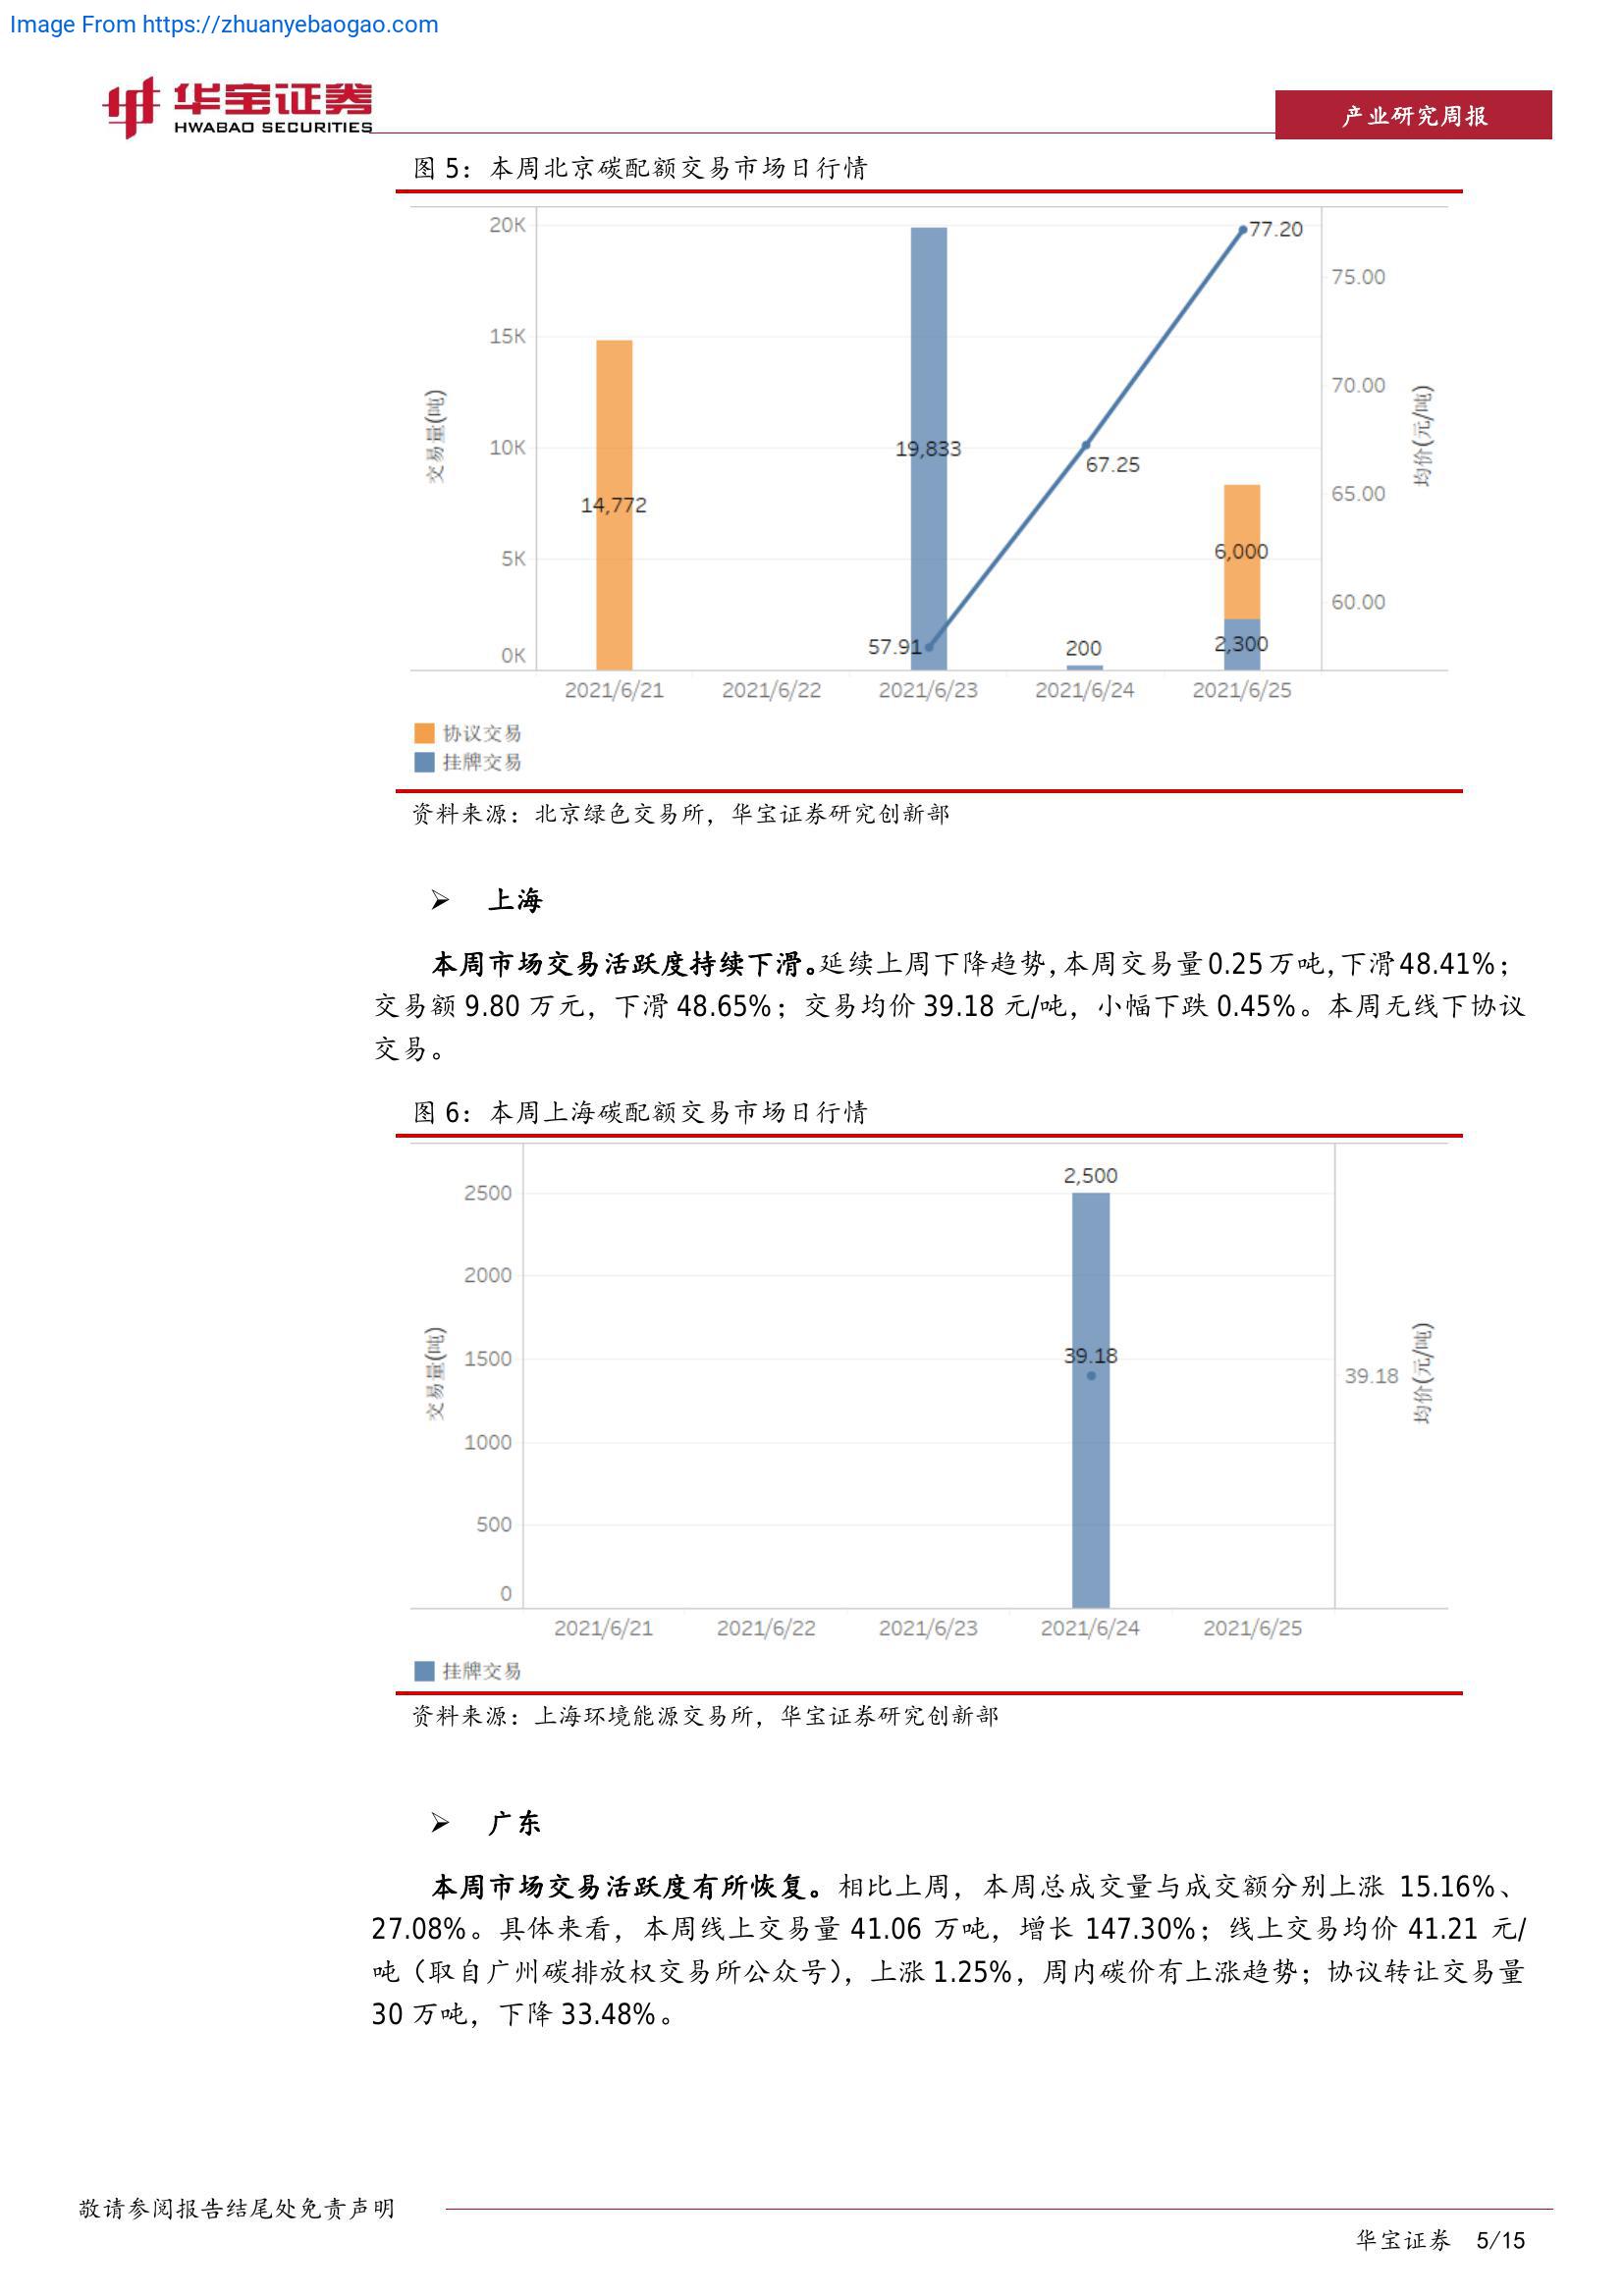 Image From https://zhuanyebaogao.com
华宝证券
HWABAO SECURITIES
产业研究周报
图 5：本周北京碳配额交易市场日行情
20K
15K
10K
5K
0K
交易量(吨)
14,772
19,833
57.91
67.25
200
77.20
6,000
2,300
75.00
70.00
65.00
60.00
均价(元/吨)
2021/6/21 2021/6/22 2021/6/23 2021/6/24 2021/6/25
协议交易
挂牌交易
资料来源：北京绿色交易所，华宝证券研究创新部
➢ 上海
本周市场交易活跃度持续下滑。延续上周下降趋势，本周交易量 0.25 万吨，下滑 48.41%；
交易额 9.80 万元，下滑 48.65%；交易均价 39.18 元/吨，小幅下跌 0.45%。本周无线下协议
交易。
图 6：本周上海碳配额交易市场日行情
2500
2000
1500
1000
500
0
交易量(吨)
2,500
39.18
39.18
均价(元/吨)
2021/6/21 2021/6/22 2021/6/23 2021/6/24 2021/6/25
挂牌交易
资料来源：上海环境能源交易所，华宝证券研究创新部
➢ 广东
本周市场交易活跃度有所恢复。相比上周，本周总成交量与成交额分别上涨 15.16%、
27.08%。具体来看，本周线上交易量 41.06 万吨，增长 147.30%；线上交易均价 41.21 元/
吨（取自广州碳排放权交易所公众号），上涨 1.25%，周内碳价有上涨趋势；协议转让交易量
30 万吨，下降 33.48%。
敬请参阅报告结尾处免责声明
华宝证券 5/15